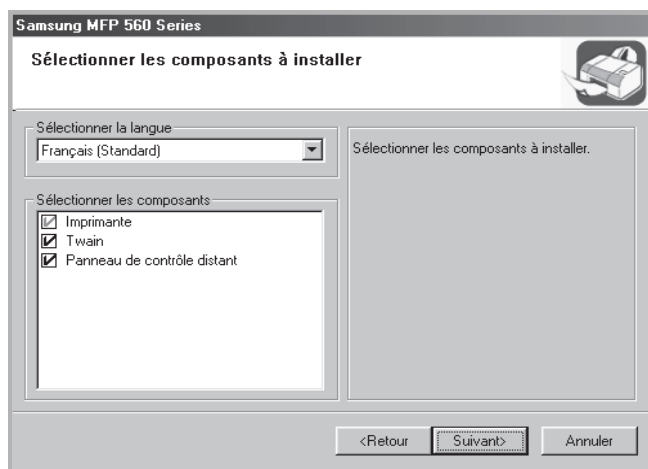 Samsung MFP 560 Series
Sélectionner les composants à installer
Sélectionner la langue
Français (Standard)
Sélectionner les composants à installer.
Sélectionner les composants
Imprimante
Twain
Panneau de contrôle distant
<Retour
Suivant>
Annuler